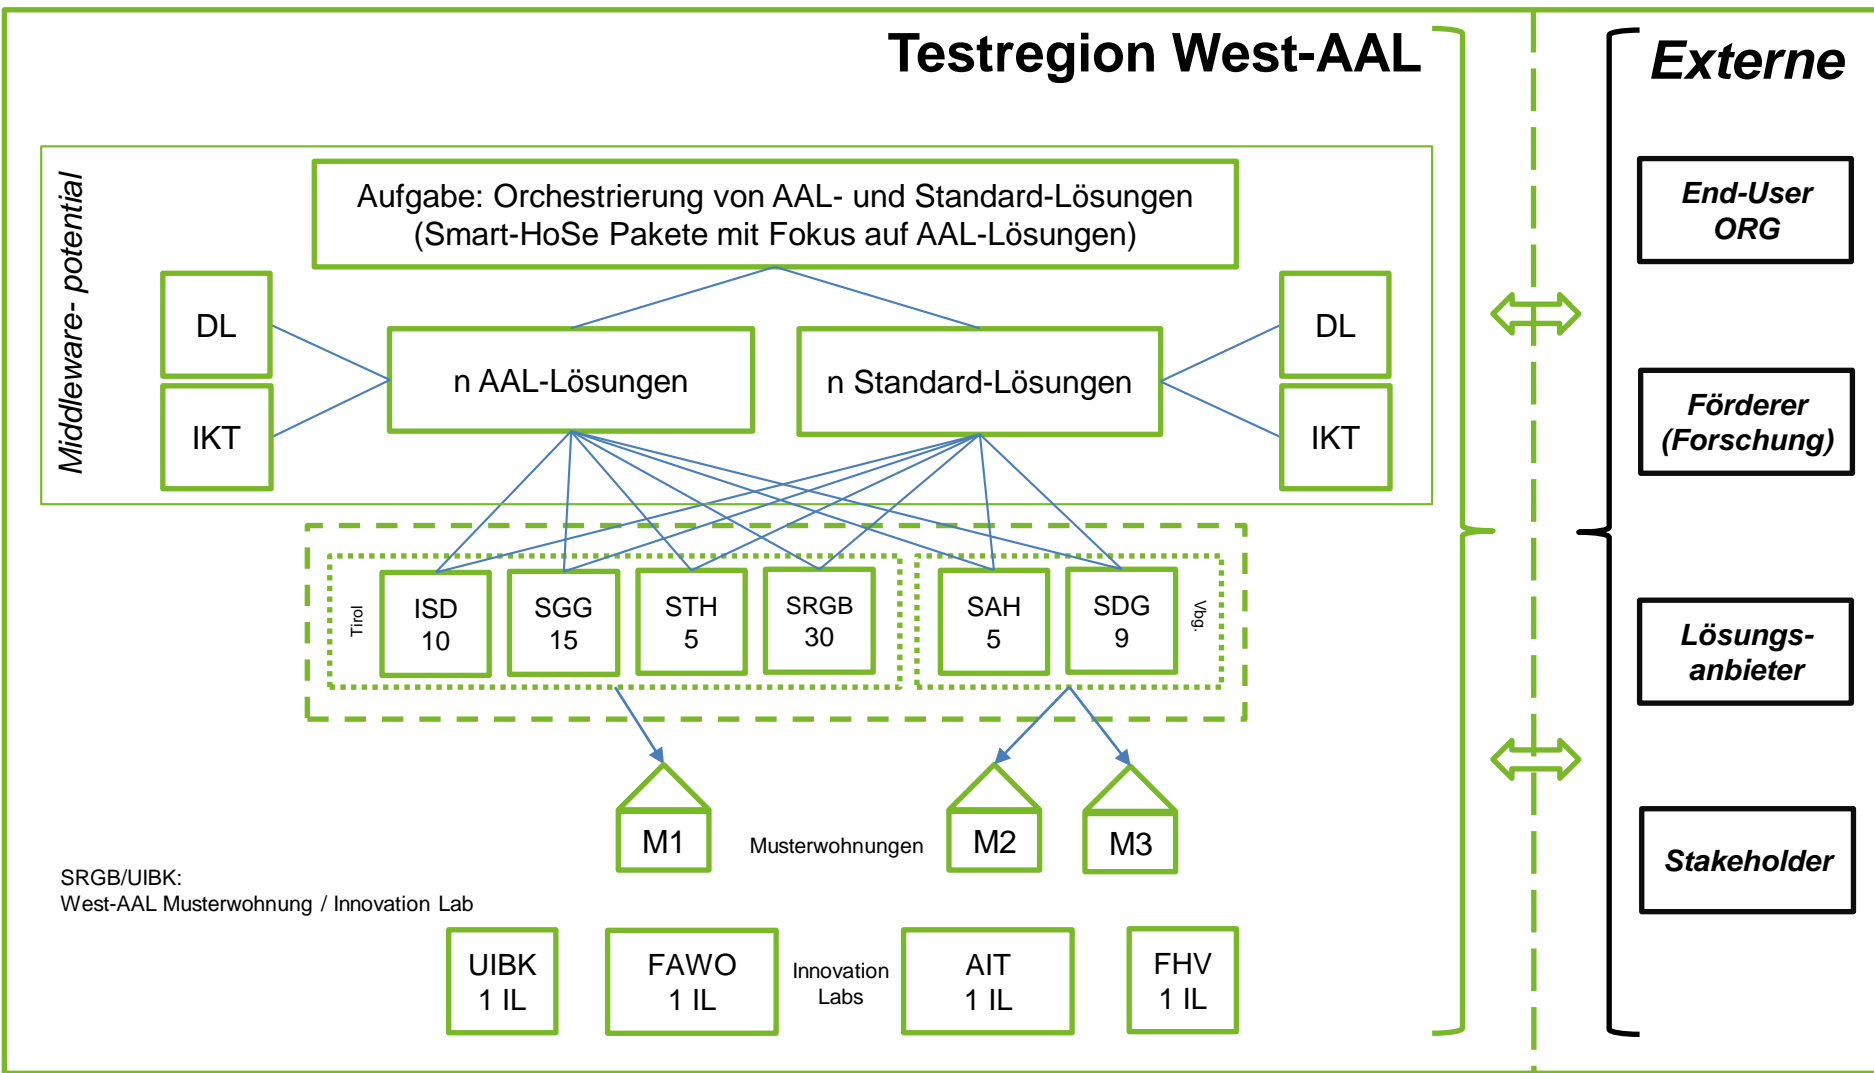 Testregion West-AAL
Externe
Middleware- potential
Aufgabe: Orchestrierung von AAL- und Standard-Lösungen
(Smart-HoSe Pakete mit Fokus auf AAL-Lösungen)
DL
IKT
n AAL-Lösungen
n Standard-Lösungen
DL
IKT
Tirol
ISD
10
SGG
15
STH
5
SRGB
30
SAH
5
SDG
9
Vbg.
M1
Musterwohnungen
M2
M3
SRGB/UIBK:
West-AAL Musterwohnung / Innovation Lab
UIBK
1 IL
FAWO
1 IL
Innovation
Labs
AIT
1 IL
FHV
1 IL
End-User
ORG
Förderer
(Forschung)
Lösungs-
anbieter
Stakeholder